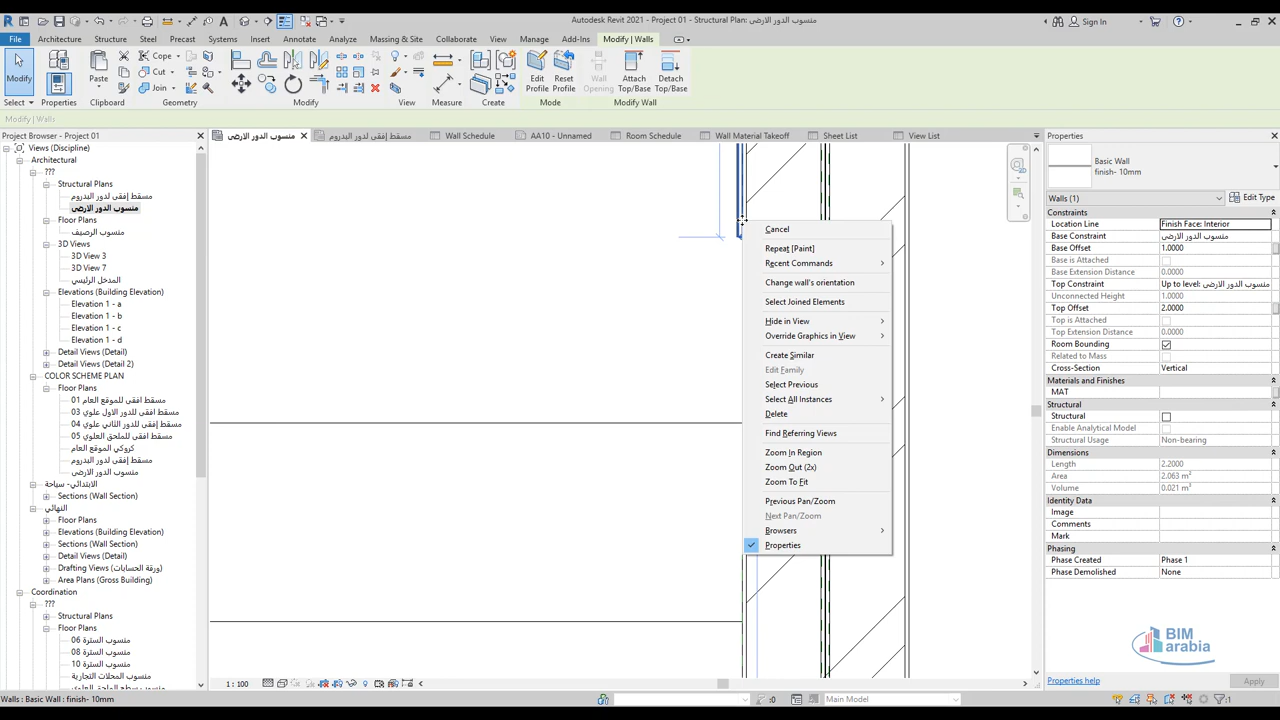 Autodesk Revit 2021 - Project 01 - Structural Plan: منسوب الدور الارضى
Sign In
File Architecture Structure Steel Precast Systems Insert Annotate Analyze Massing & Site Collaborate View Manage Add-Ins Modify | Walls
Modify Paste Cope Cut Join Edit Profile Reset Profile Wall Opening Attach Top/Base Detach Top/Base
Select Properties Clipboard Geometry Modify View Measure Create Mode Modify Wall
Modify | Walls
Project Browser - Project 01
Views (Discipline)
Architectural
???
Structural Plans
مسقط إفقى لدور البدروم
منسوب الدور الارضى
Floor Plans
منسوب الرصيف
3D Views
3D View 3
3D View 7
المدخل الرئيسي
Elevations (Building Elevation)
Elevation 1 - a
Elevation 1 - b
Elevation 1 - c
Elevation 1 - d
Detail Views (Detail)
Detail Views (Detail 2)
COLOR SCHEME PLAN
Floor Plans
01 مسقط افقى للموقع العام
03 مسقط افقى للدور الاول علوي
04 مسقط افقى للدور الثاني علوي
05 مسقط افقى للملحق العلوي
كروكي الموقع العام
مسقط إفقى لدور البدروم
منسوب الدور الارضى
الابتدائي- سياحة
Sections (Wall Section)
النهائي
Floor Plans
Elevations (Building Elevation)
Sections (Wall Section)
Detail Views (Detail)
Drafting Views (ورقة الحسابات)
Area Plans (Gross Building)
Coordination
???
Structural Plans
Floor Plans
06 منسوب السترة
08 منسوب السترة
10 منسوب السترة
منسوب المحلات التجارية
منسوب الدور الارضى
مسقط إفقى لدور البدروم
Wall Schedule
AA10 - Unnamed
Room Schedule
Wall Material Takeoff
Sheet List
View List
Cancel
Repeat [Paint]
Recent Commands
Change wall's orientation
Select Joined Elements
Hide in View
Override Graphics in View
Create Similar
Edit Family
Select Previous
Select All Instances
Delete
Find Referring Views
Zoom In Region
Zoom Out (2x)
Zoom To Fit
Previous Pan/Zoom
Next Pan/Zoom
Browsers
Properties
Properties
Basic Wall
finish- 10mm
Walls (1) Edit Type
Constraints
Location Line Finish Face: Interior
Base Constraint منسوب الدور الارضى
Base Offset 1.0000
Base is Attached
Base Extension Distance 0.0000
Top Constraint Up to level: منسوب الدور الارضى
Unconnected Height 1.0000
Top Offset 2.0000
Top is Attached
Top Extension Distance 0.0000
Room Bounding
Related to Mass
Cross-Section Vertical
Materials and Finishes
MAT
Structural
Structural
Enable Analytical Model
Structural Usage Non-bearing
Dimensions
Length 2.2000
Area 2.063 m²
Volume 0.021 m³
Identity Data
Image
Comments
Mark
Phasing
Phase Created Phase 1
Phase Demolished None
BIM
arabia
Properties help Apply
1 : 100
Walls : Basic Wall : finish- 10mm
:0
Main Model
:1